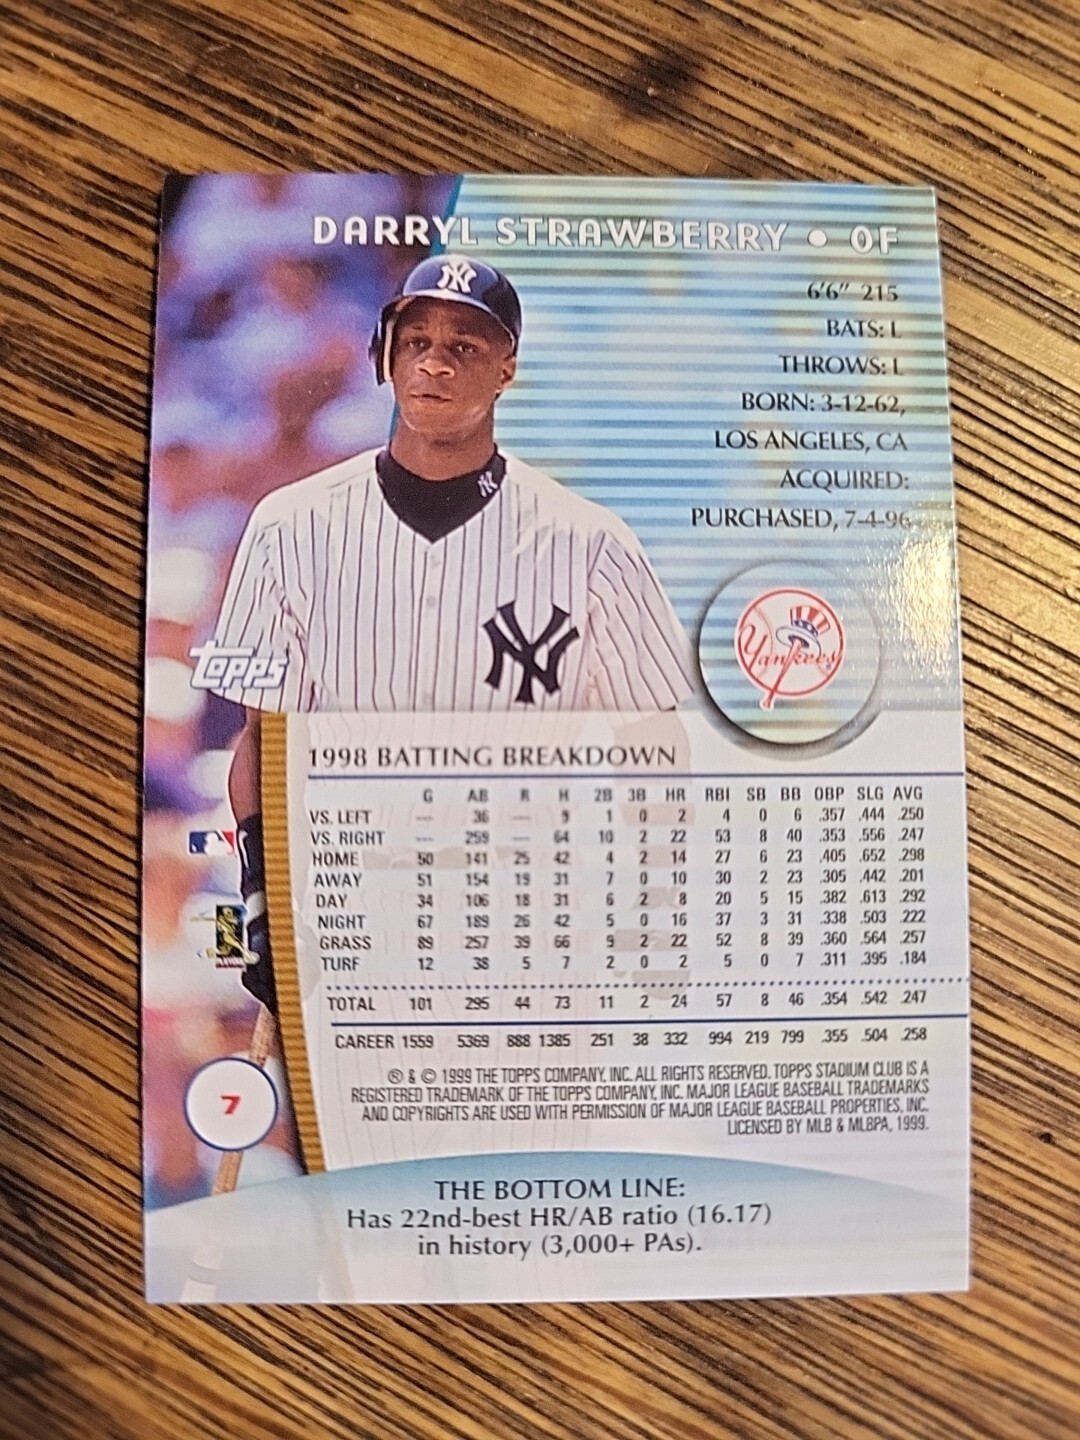 DARRYL STRAWBERRY • OF
6'6" 215
BATS: L
THROWS: L
BORN: 3-12-62,
LOS ANGELES, CA
ACQUIRED:
PURCHASED, 7-4-96
NY
NY
NY
Yankees
Topps
1998 BATTING BREAKDOWN
G AB R H 2B 3B HR RBI SB BB OBP SLG AVG
VS. LEFT --- 36 --- 9 1 0 2 4 0 6 .357 .444 .250
VS. RIGHT --- 259 --- 64 10 2 22 53 8 40 .353 .556 .247
HOME 50 141 25 42 4 2 14 27 6 23 .405 .652 .298
AWAY 51 154 19 31 7 0 10 30 2 23 .305 .442 .201
DAY 34 106 18 31 6 2 8 20 5 15 .382 .613 .292
NIGHT 67 189 26 42 5 0 16 37 3 31 .338 .503 .222
GRASS 89 257 39 66 9 2 22 52 8 39 .360 .564 .257
TURF 12 38 5 7 2 0 2 5 0 7 .311 .395 .184
TOTAL 101 295 44 73 11 2 24 57 8 46 .354 .542 .247
CAREER 1559 5369 888 1385 251 38 332 994 219 799 .355 .504 .258
® & © 1999 THE TOPPS COMPANY, INC. ALL RIGHTS RESERVED. TOPPS STADIUM CLUB IS A
REGISTERED TRADEMARK OF THE TOPPS COMPANY, INC. MAJOR LEAGUE BASEBALL TRADEMARKS
AND COPYRIGHTS ARE USED WITH PERMISSION OF MAJOR LEAGUE BASEBALL PROPERTIES, INC.
LICENSED BY MLB & MLBPA, 1999.
7
THE BOTTOM LINE:
Has 22nd-best HR/AB ratio (16.17)
in history (3,000+ PAs).